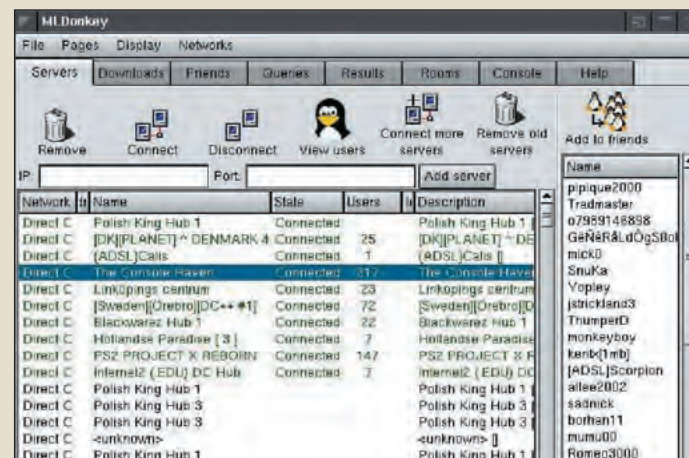 MLDonkey
File Pages Display Networks
Servers Downloads Friends Queries Results Rooms Console Help
Remove Connect Disconnect View users Connect more servers Remove old servers Add to friends
IP: Port: Add server
Name
Network Name State Users Description
Direct C Polish King Hub 1 Connected Polish King Hub 1
Direct C [DK][PLANET] ^ DENMARK 4 Connected 25 [DK][PLANET] ^ DE
Direct C (ADSL)Calis Connected 1 (ADSL)Calis []
Direct C The Console Haven Connected 217 The Console Haven
Direct C Linkopings centrum Connected 23 Linkopings centrum
Direct C [Sweden][Orebro][DC++ #1] Connected 72 [Sweden][Orebro][D
Direct C Blackwarez Hub 1 Connected 22 Blackwarez Hub 1
Direct C Hollandse Paradise [ 3 ] Connected 7 Hollandse Paradise
Direct C PS2 PROJECT X REBORN Connected 147 PS2 PROJECT X R
Direct C Internet2 ( EDU) DC Hub Connected 7 Internet2 ( EDU) DC
Direct C Polish King Hub 1 Polish King Hub 1
Direct C Polish King Hub 3 Polish King Hub 3
Direct C Polish King Hub 3 Polish King Hub 3
Direct C <unknown> <unknown> []
Direct C Polish King Hub 1 Polish King Hub 1
pipique2000
Tradmaster
o7989146898
mick0
SnuKa
Yopley
jstrickland3
ThumperD
monkeyboy
kerik[1mb]
[ADSL]Scorpion
allee2002
sadnick
borhan11
mumu00
Romeo3000